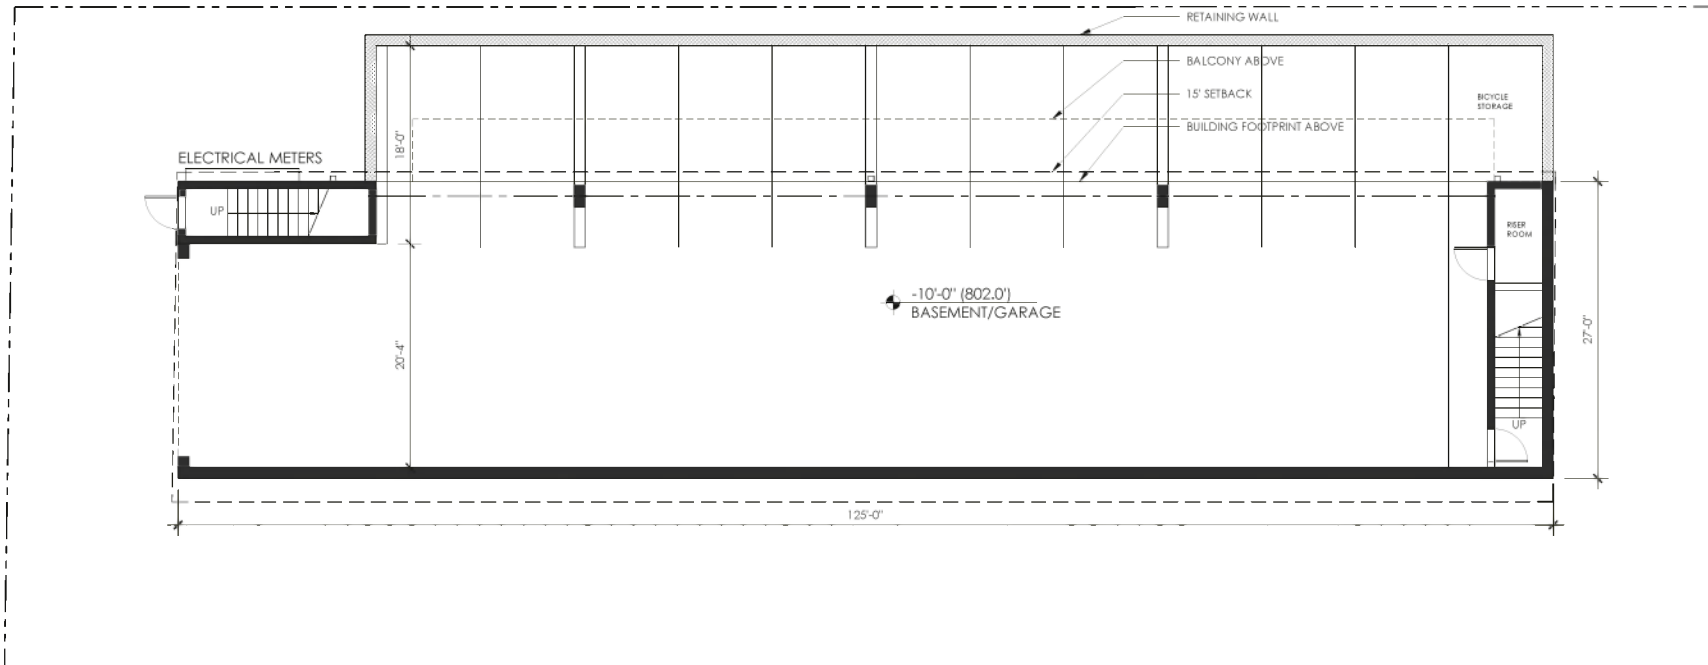 RETAINING WALL
BALCONY ABOVE
15' SETBACK
BUILDING FOOTPRINT ABOVE
BICYCLE
STORAGE
18'-0"
ELECTRICAL METERS
UP
RISER
ROOM
-10'-0" (802.0')
BASEMENT/GARAGE
20'-4"
27'-0"
UP
125'-0"